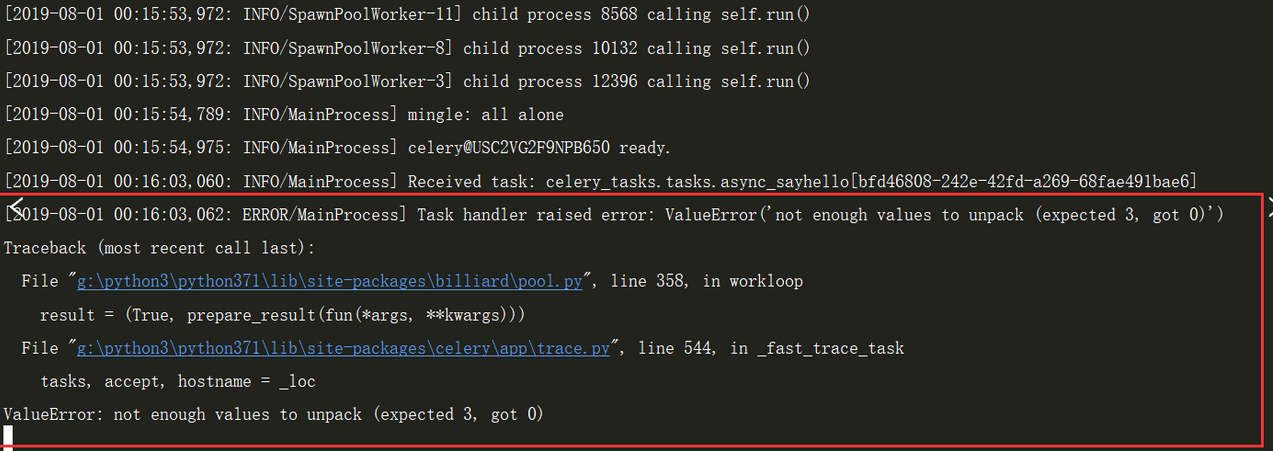 [2019-08-01 00:15:53,972: INFO/SpawnPoolWorker-11] child process 8568 calling self.run()
[2019-08-01 00:15:53,972: INFO/SpawnPoolWorker-8] child process 10132 calling self.run()
[2019-08-01 00:15:53,972: INFO/SpawnPoolWorker-3] child process 12396 calling self.run()
[2019-08-01 00:15:54,789: INFO/MainProcess] mingle: all alone
[2019-08-01 00:15:54,975: INFO/MainProcess] celery@USC2VG2F9NPB650 ready.
[2019-08-01 00:16:03,060: INFO/MainProcess] Received task: celery_tasks.tasks.async_sayhello[bfd46808-242e-42fd-a269-68fae491bae6]
[2019-08-01 00:16:03,062: ERROR/MainProcess] Task handler raised error: ValueError('not enough values to unpack (expected 3, got 0)')
Traceback (most recent call last):
  File "g:\python3\python371\lib\site-packages\billiard\pool.py", line 358, in workloop
    result = (True, prepare_result(fun(*args, **kwargs)))
  File "g:\python3\python371\lib\site-packages\celery\app\trace.py", line 544, in _fast_trace_task
    tasks, accept, hostname = _loc
ValueError: not enough values to unpack (expected 3, got 0)